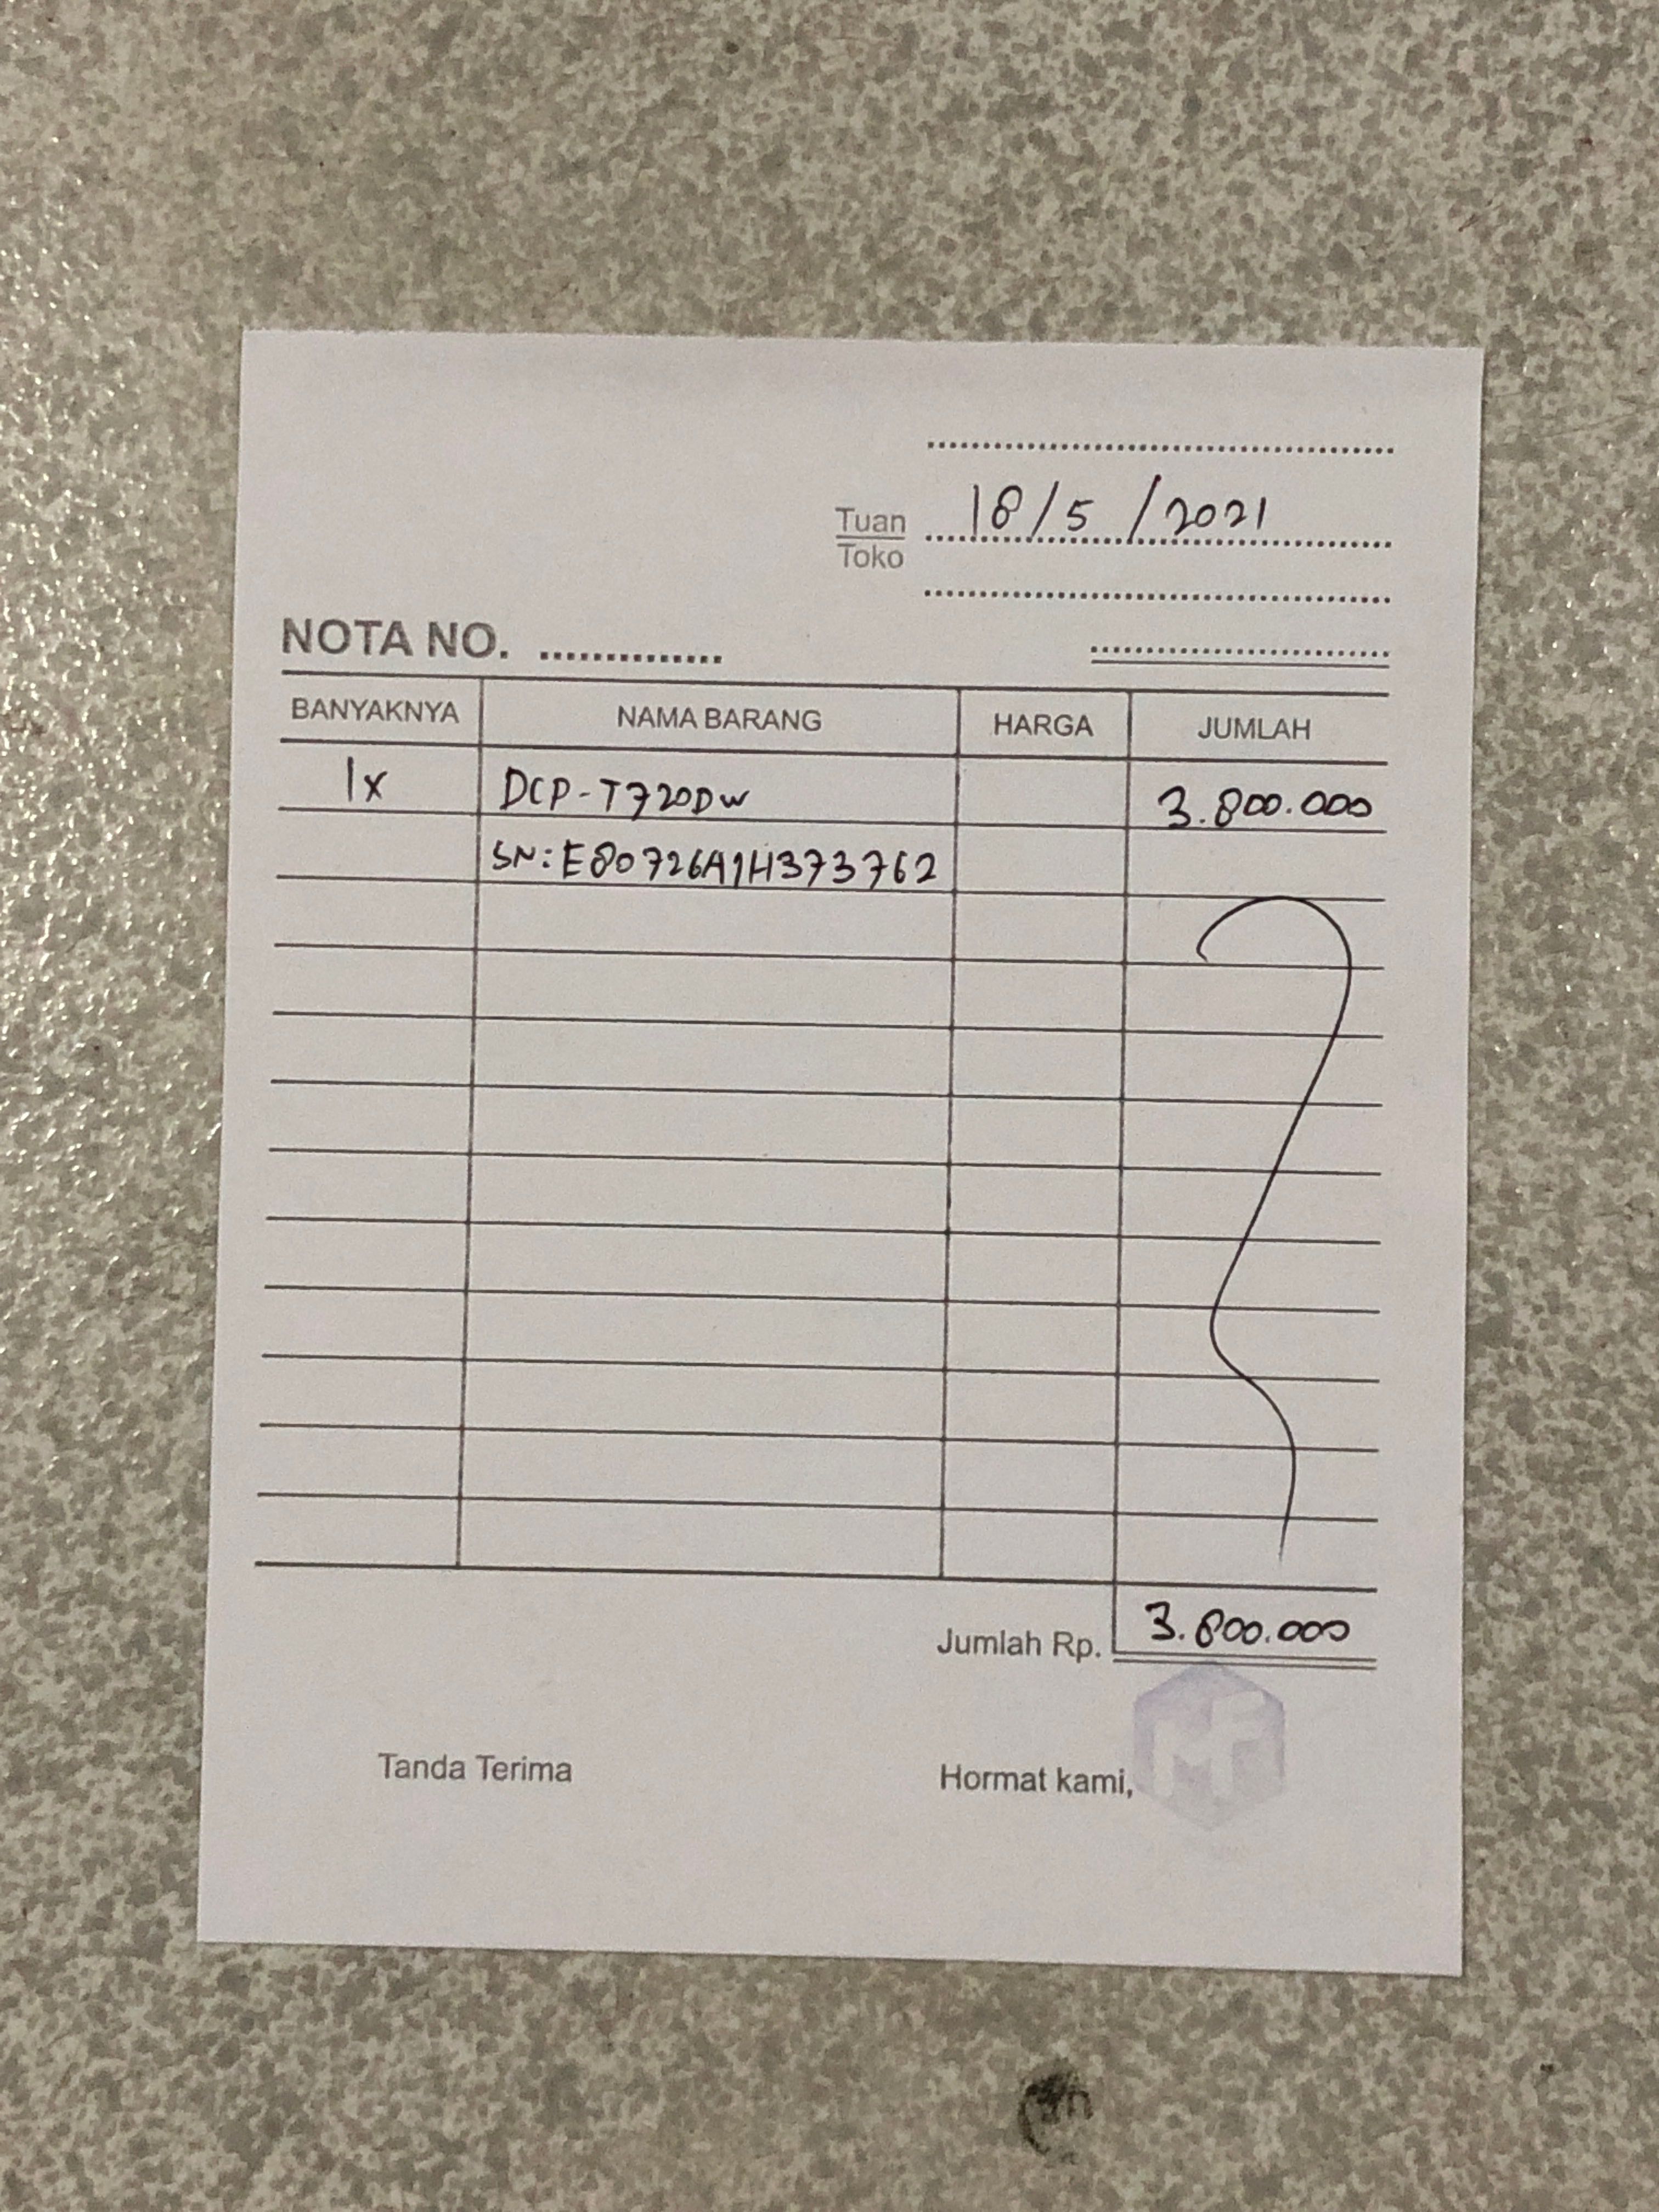 Tuan 18/5/2021
Toko
NOTA NO. ..............
BANYAKNYA NAMA BARANG HARGA JUMLAH
1x DCP-T720DW 3.800.000
SN: E80726A1H373762
Jumlah Rp. 3.800.000
MF
Tanda Terima Hormat kami,